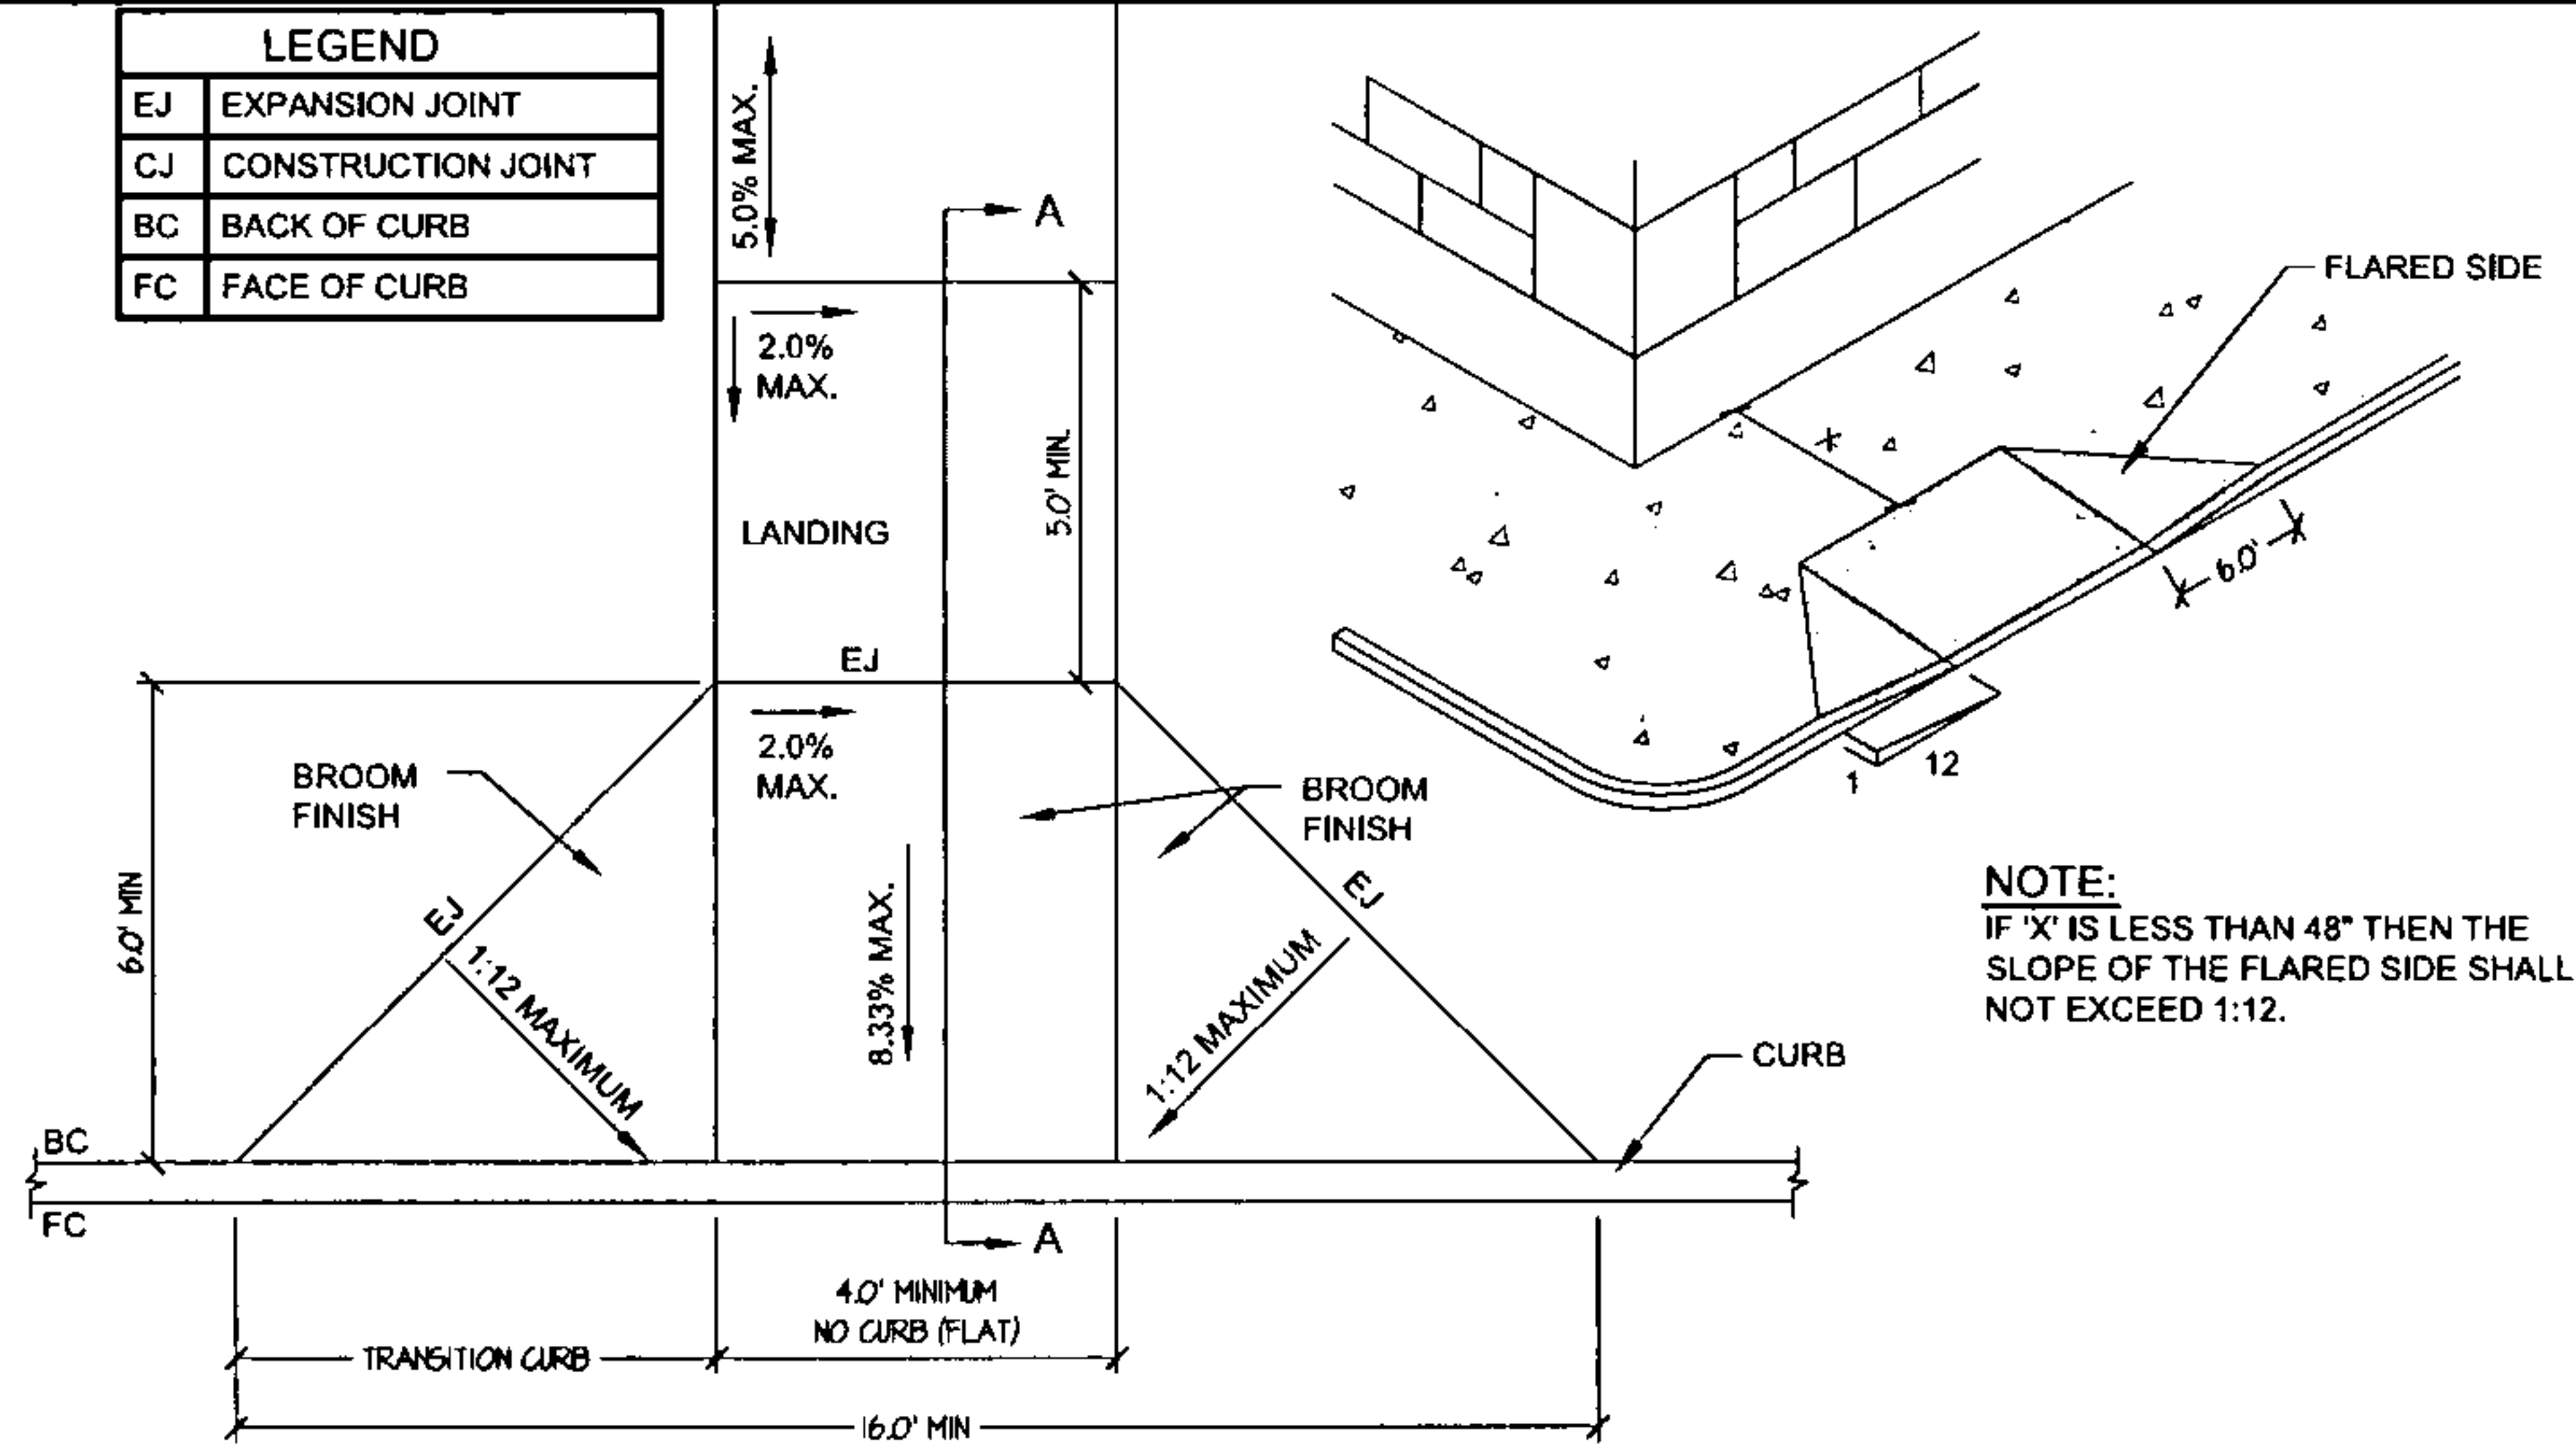 LEGEND
EJ EXPANSION JOINT
CJ CONSTRUCTION JOINT
BC BACK OF CURB
FC FACE OF CURB
5.0% MAX.
A
2.0%
MAX.
LANDING
5.0' MIN.
EJ
2.0%
MAX.
BROOM
FINISH
BROOM
FINISH
6.0' MIN
EJ
1:12 MAXIMUM
8.33% MAX.
EJ
1:12 MAXIMUM
CURB
BC
FC
A
4.0' MINIMUM
NO CURB (FLAT)
TRANSITION CURB
16.0' MIN
FLARED SIDE
X
6.0'
1
12
NOTE:
IF 'X' IS LESS THAN 48" THEN THE
SLOPE OF THE FLARED SIDE SHALL
NOT EXCEED 1:12.